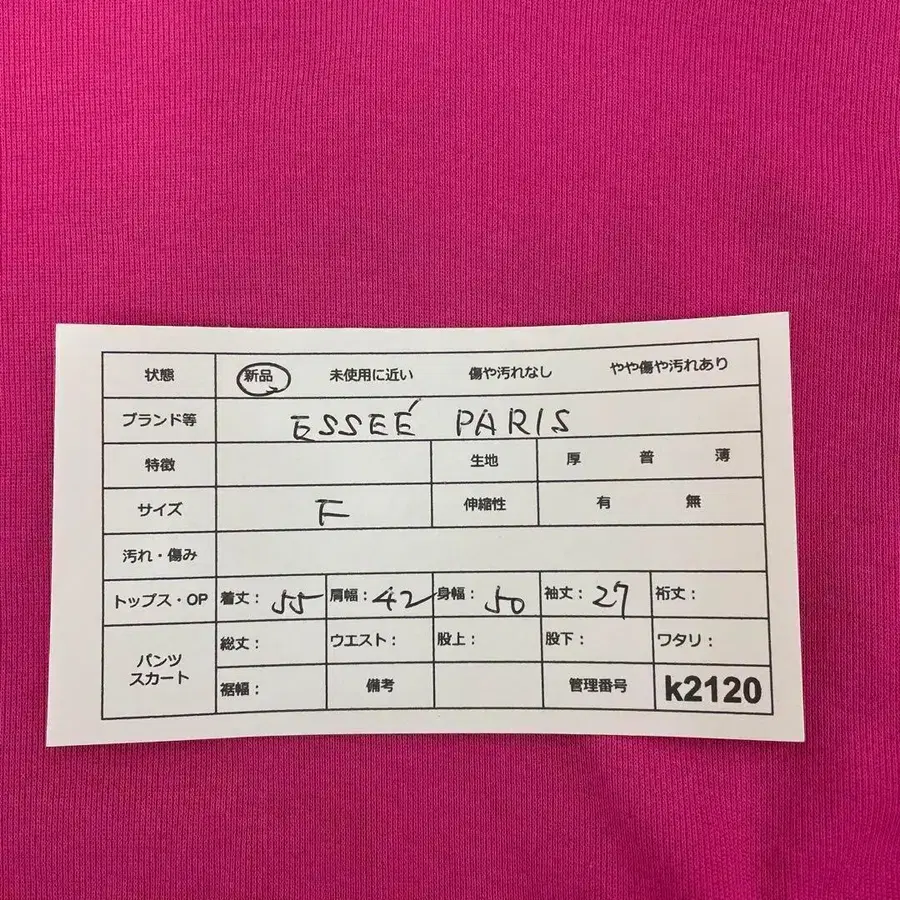 状態 新品 未使用に近い 傷や汚れなし やや傷や汚れあり
ブランド等 ESSEÉ PARIS
特徴 生地 厚 普 薄
サイズ F 伸縮性 有 無
汚れ・傷み
トップス・OP 着丈: 55 肩幅: 42 身幅: 50 袖丈: 27 裄丈:
パンツ スカート 総丈: ウエスト: 股上: 股下: ワタリ:
裾幅: 備考 管理番号 k2120